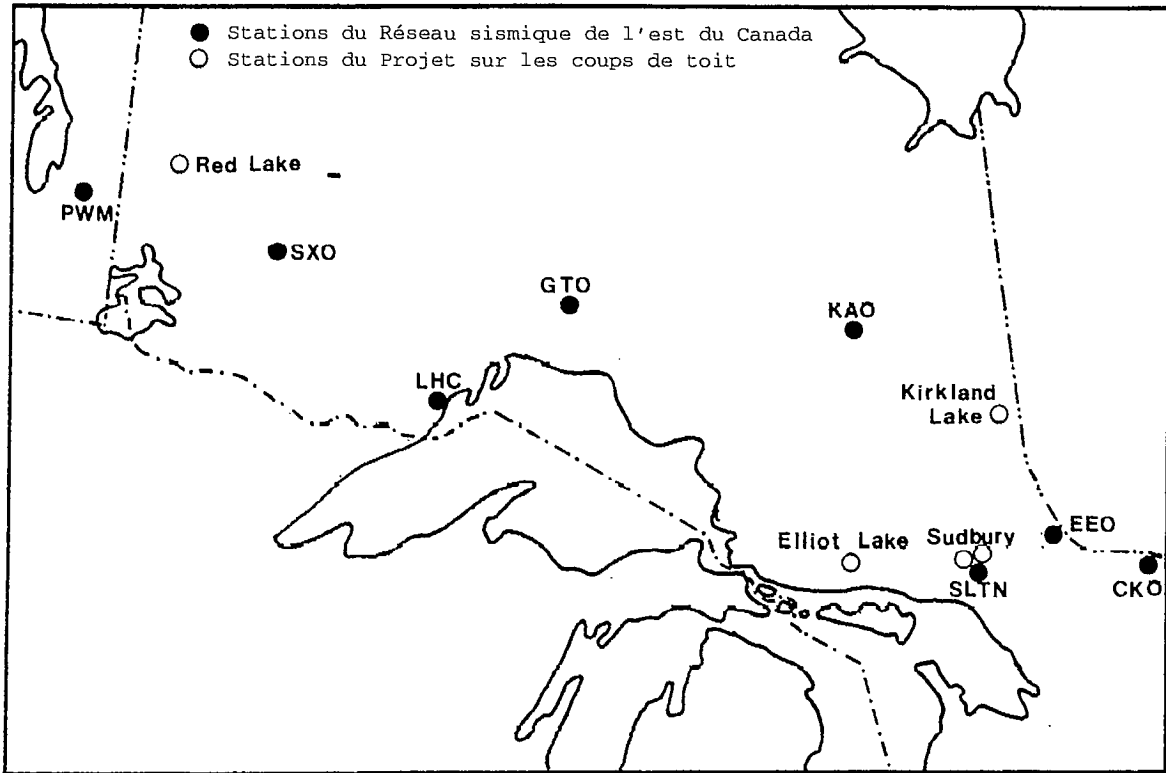 Stations du Réseau sismique de l'est du Canada
Stations du Projet sur les coups de toit
Red Lake
PWM
SXO
GTO
KAO
LHC
Kirkland
Lake
EEO
Elliot Lake
Sudbury
SLTN
CKO